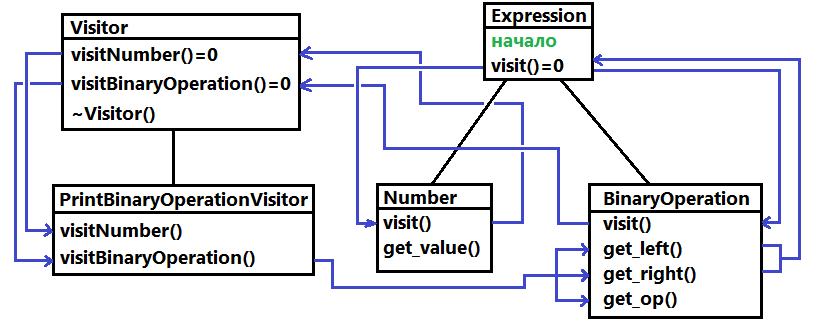 Visitor
visitNumber()=0
visitBinaryOperation()=0
~Visitor()
Expression
начало
visit()=0
PrintBinaryOperationVisitor
visitNumber()
visitBinaryOperation()
Number
visit()
get_value()
BinaryOperation
visit()
get_left()
get_right()
get_op()